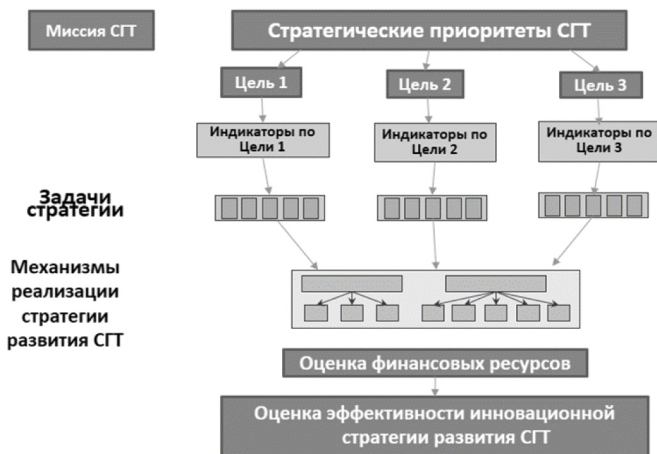 Миссия СГТ
Стратегические приоритеты СГТ
Цель 1
Цель 2
Цель 3
Индикаторы по
Цели 1
Индикаторы по
Цели 2
Индикаторы по
Цели 3
Задачи
стратегии
Механизмы
реализации
стратегии
развития СГТ
Оценка финансовых ресурсов
Оценка эффективности инновационной
стратегии развития СГТ